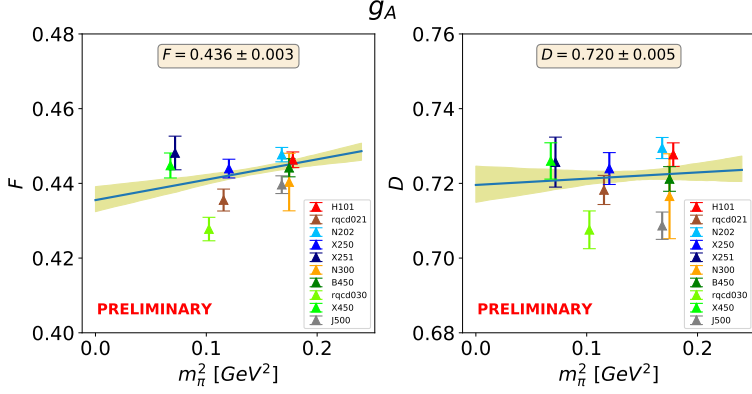 g_A
F = 0.436 ± 0.003
0.48
0.46
0.44
0.42
0.40
F
0.0
0.1
0.2
m_π^2 [GeV^2]
PRELIMINARY
H101
rqcd021
N202
X250
X251
N300
B450
rqcd030
X450
J500
D = 0.720 ± 0.005
0.76
0.74
0.72
0.70
0.68
D
0.0
0.1
0.2
m_π^2 [GeV^2]
PRELIMINARY
H101
rqcd021
N202
X250
X251
N300
B450
rqcd030
X450
J500